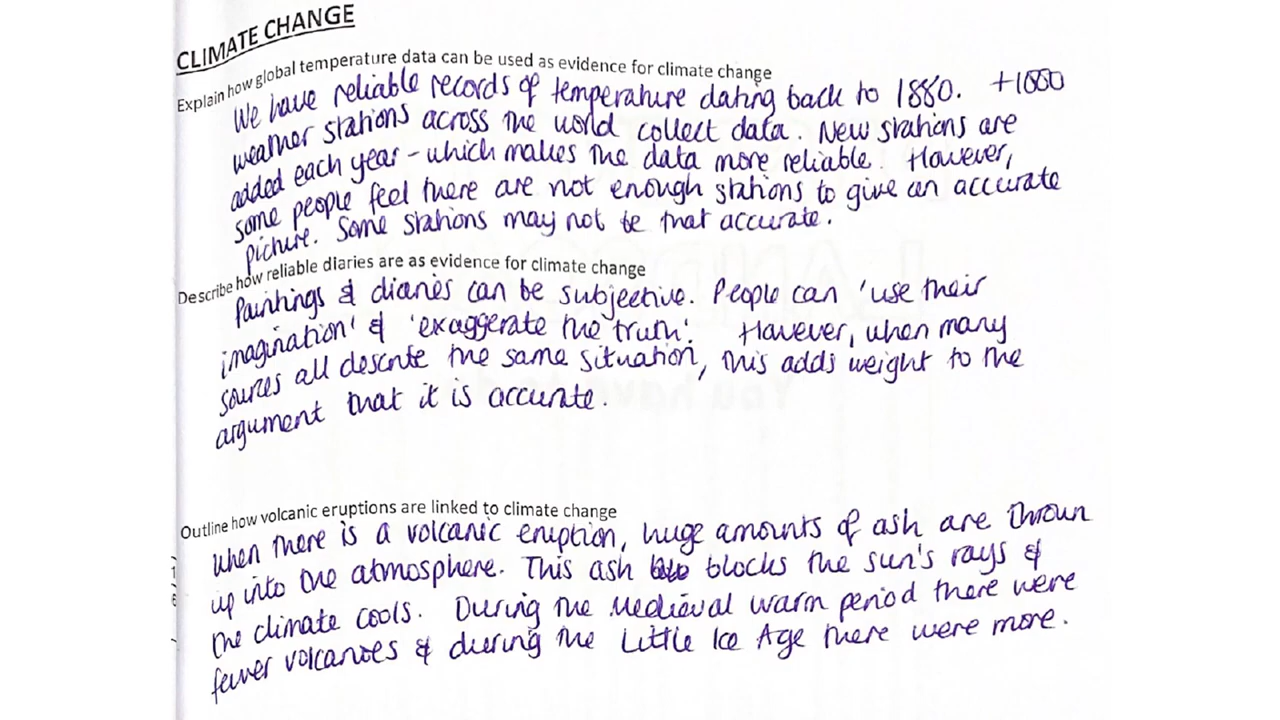 CLIMATE CHANGE
Explain how global temperature data can be used as evidence for climate change
We have reliable records of temperature dating back to 1880. +1000
weather stations across the world collect data. New stations are
added each year - which makes the data more reliable. However,
some people feel there are not enough stations to give an accurate
picture. Some stations may not be that accurate.
Describe how reliable diaries are as evidence for climate change
Paintings & diaries can be subjective. People can 'use their
imagination' & 'exaggerate the truth'. However, when many
sources all describe the same situation, this adds weight to the
argument that it is accurate.
Outline how volcanic eruptions are linked to climate change
When there is a volcanic eruption, huge amounts of ash are thrown
up into the atmosphere. This ash blocks the sun's rays &
the climate cools. During the Medieval warm period there were
fewer volcanoes & during the Little Ice Age there were more.